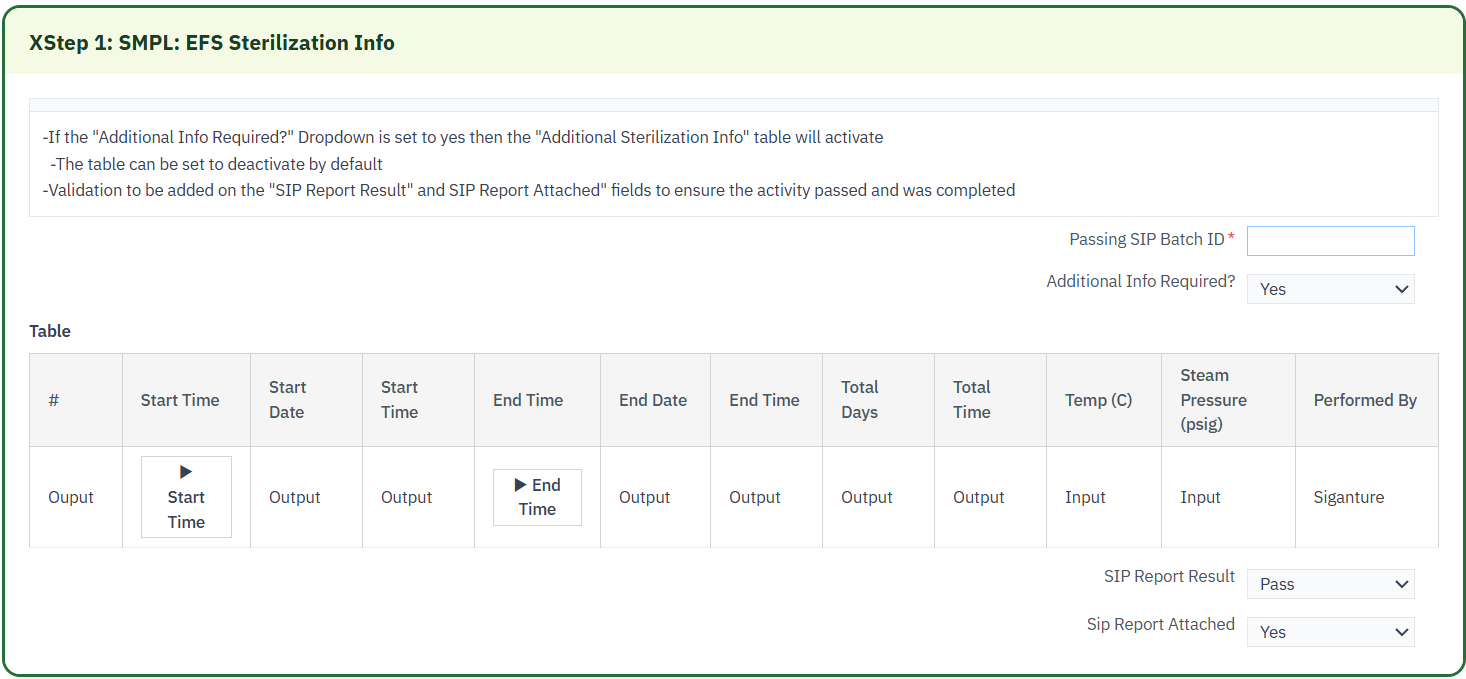 XStep 1: SMPL: EFS Sterilization Info
-If the "Additional Info Required?" Dropdown is set to yes then the "Additional Sterilization Info" table will activate
-The table can be set to deactivate by default
-Validation to be added on the "SIP Report Result" and SIP Report Attached" fields to ensure the activity passed and was completed
Passing SIP Batch ID*
Additional Info Required? Yes
Table
# Start Time Start Date Start Time End Time End Date End Time Total Days Total Time Temp (C) Steam Pressure (psig) Performed By
Ouput ▶ Start Time Output Output ▶ End Time Output Output Output Output Input Input Siganture
SIP Report Result Pass
Sip Report Attached Yes